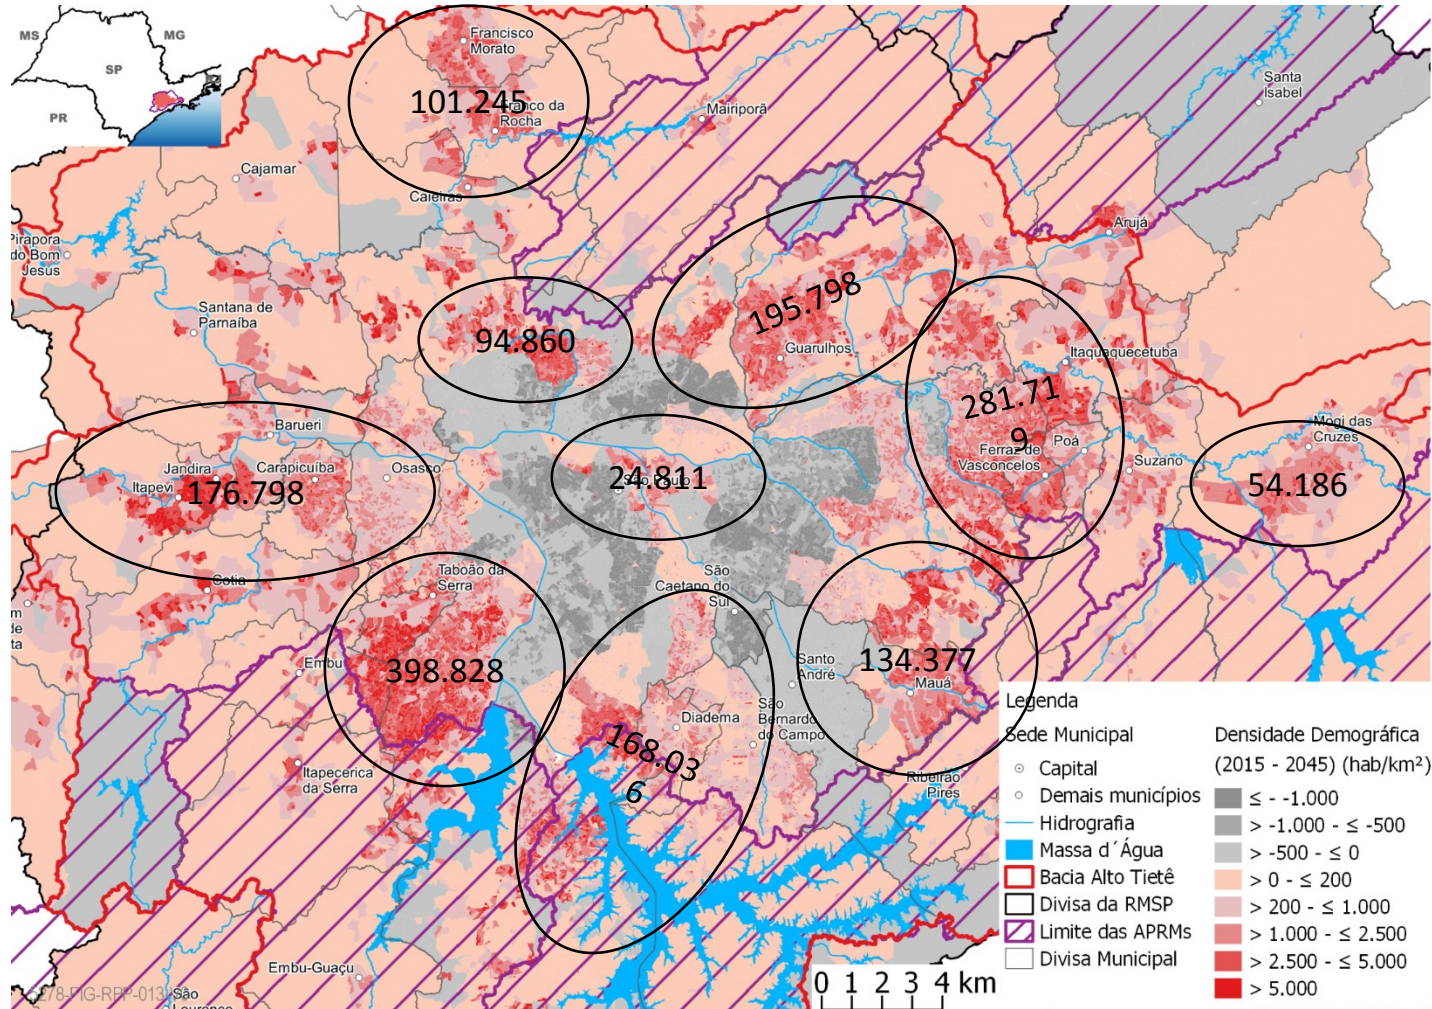 MS
MG
SP
PR
Francisco
Morato
101.245
Franco da
Rocha
Mairiporã
Santa
Isabel
Cajamar
Caieiras
Arujá
Pirapora
do Bom
Jesus
Santana de
Parnaíba
195.798
94.860
Guarulhos
Itaquaquecetuba
281.71
9
Ferraz de
Vasconcelos
Poá
Suzano
Mogi das
Cruzes
54.186
Barueri
Jandira
Carapicuíba
Osasco
Itapevi
176.798
24.811
São Paulo
Cotia
Taboão da
Serra
São
Caetano do
Sul
398.828
Embu
Santo
André
134.377
Mauá
Diadema
São
Bernardo
do Campo
168.03
6
Itapecerica
da Serra
Ribeirão
Pires
Embu-Guaçu
São
Lourenço
Legenda
Sede Municipal
Capital
Demais municípios
Hidrografia
Massa d´Água
Bacia Alto Tietê
Divisa da RMSP
Limite das APRMs
Divisa Municipal
Densidade Demográfica
(2015 - 2045) (hab/km²)
≤ - -1.000
> -1.000 - ≤ -500
> -500 - ≤ 0
> 0 - ≤ 200
> 200 - ≤ 1.000
> 1.000 - ≤ 2.500
> 2.500 - ≤ 5.000
> 5.000
0 1 2 3 4 km